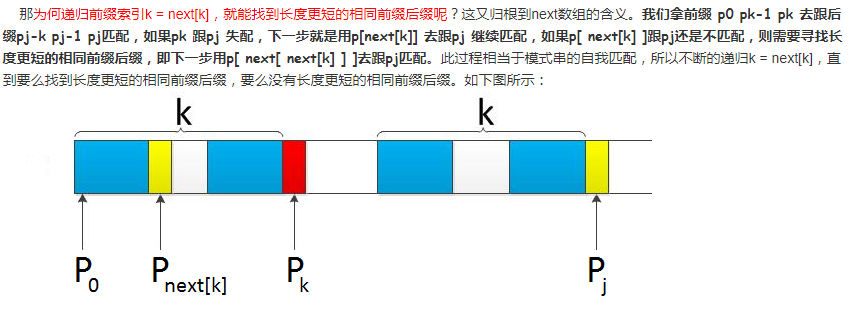 那为何递归前缀索引k = next[k]，就能找到长度更短的相同前缀后缀呢？这又归根到next数组的含义。我们拿前缀 p0 pk-1 pk 去跟后
缀pj-k pj-1 pj匹配，如果pk 跟pj 失配，下一步就是用p[next[k]] 去跟pj 继续匹配，如果p[ next[k] ]跟pj还是不匹配，则需要寻找长
度更短的相同前缀后缀，即下一步用p[ next[ next[k] ] ]去跟pj匹配。此过程相当于模式串的自我匹配，所以不断的递归k = next[k]，直
到要么找到长度更短的相同前缀后缀，要么没有长度更短的相同前缀后缀。如下图所示：
k k
P0 Pnext[k] Pk Pj